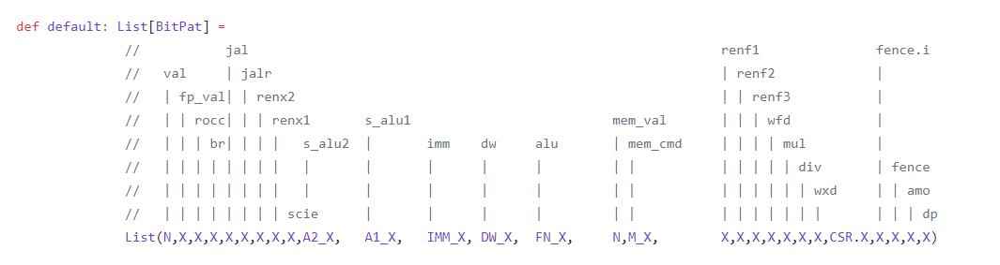 def default: List[BitPat] =
              //           jal                                                             renf1               fence.i
              //   val     | jalr                                                          | renf2             |
              //   | fp_val| | renx2                                                       | | renf3           |
              //   | | rocc| | | renx1       s_alu1                          mem_val       | | | wfd           |
              //   | | | br| | | |   s_alu2  |       imm    dw     alu       | mem_cmd     | | | | mul         |
              //   | | | | | | | |   |       |       |      |      |         | |           | | | | | div       | fence
              //   | | | | | | | |   |       |       |      |      |         | |           | | | | | | wxd     | | amo
              //   | | | | | | | | scie      |       |      |      |         | |           | | | | | | |       | | | dp
              List(N,X,X,X,X,X,X,X,X,A2_X,   A1_X,   IMM_X, DW_X,  FN_X,     N,M_X,        X,X,X,X,X,X,X,CSR.X,X,X,X,X)